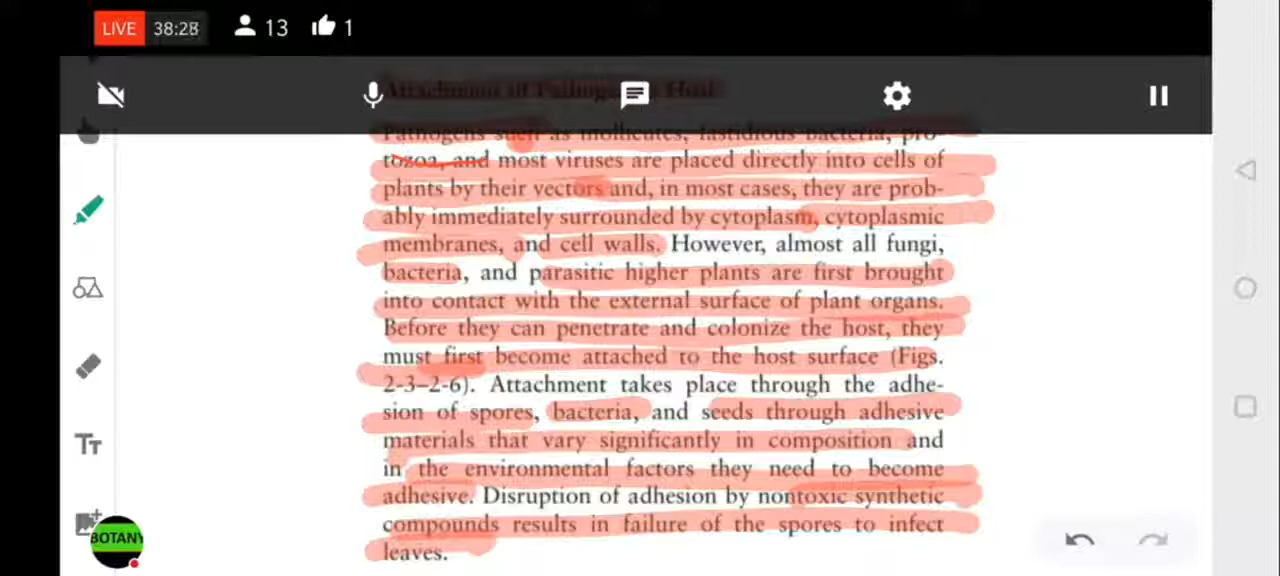 LIVE 38:28 13 1
Attachment of Pathogen to Host
Pathogens such as mollicutes, fastidious bacteria, pro-
tozoa, and most viruses are placed directly into cells of
plants by their vectors and, in most cases, they are prob-
ably immediately surrounded by cytoplasm, cytoplasmic
membranes, and cell walls. However, almost all fungi,
bacteria, and parasitic higher plants are first brought
into contact with the external surface of plant organs.
Before they can penetrate and colonize the host, they
must first become attached to the host surface (Figs.
2-3–2-6). Attachment takes place through the adhe-
sion of spores, bacteria, and seeds through adhesive
materials that vary significantly in composition and
in the environmental factors they need to become
adhesive. Disruption of adhesion by nontoxic synthetic
compounds results in failure of the spores to infect
leaves.
TT
BOTANY